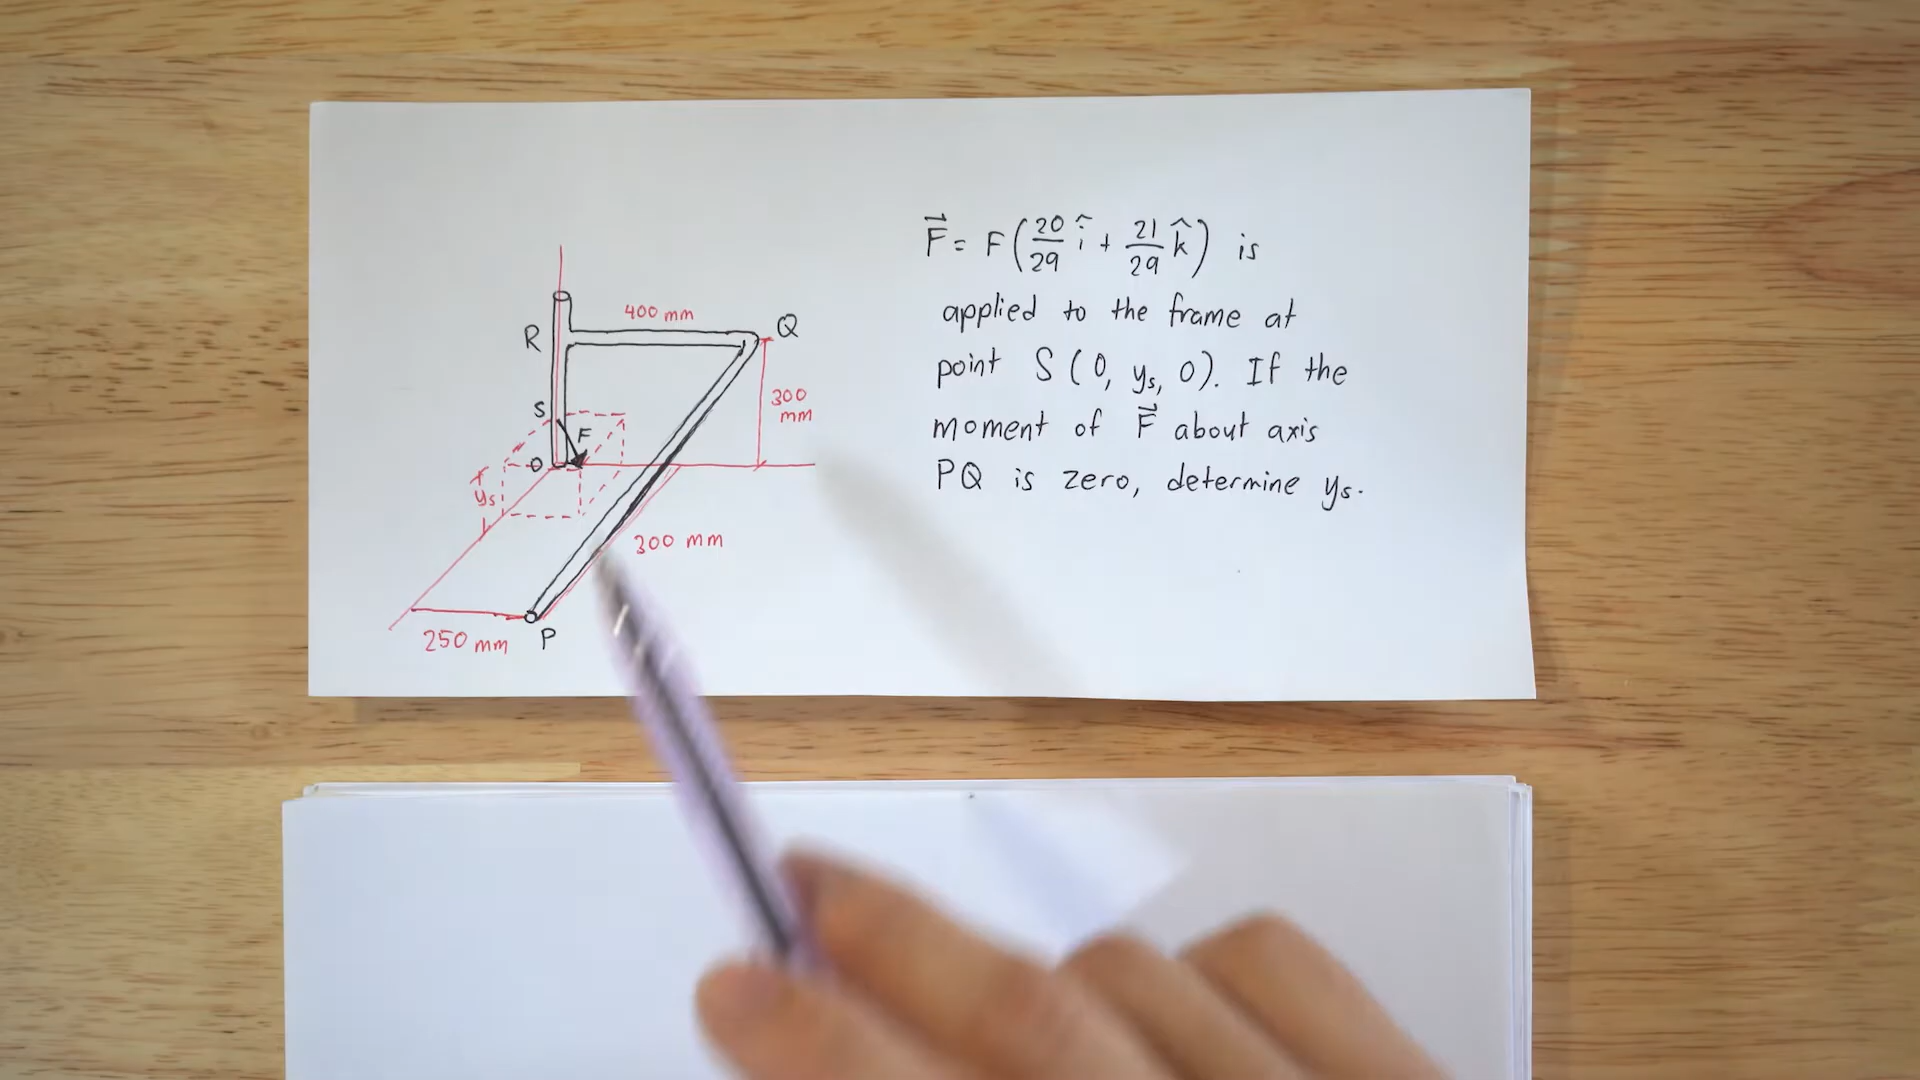 400 mm
Q
R
300
mm
S
F
O
ys
300 mm
250 mm
P
F⃗ = F(20/29 î + 21/29 k̂) is
applied to the frame at
point S (0, ys, 0). If the
moment of F⃗ about axis
PQ is zero, determine ys.